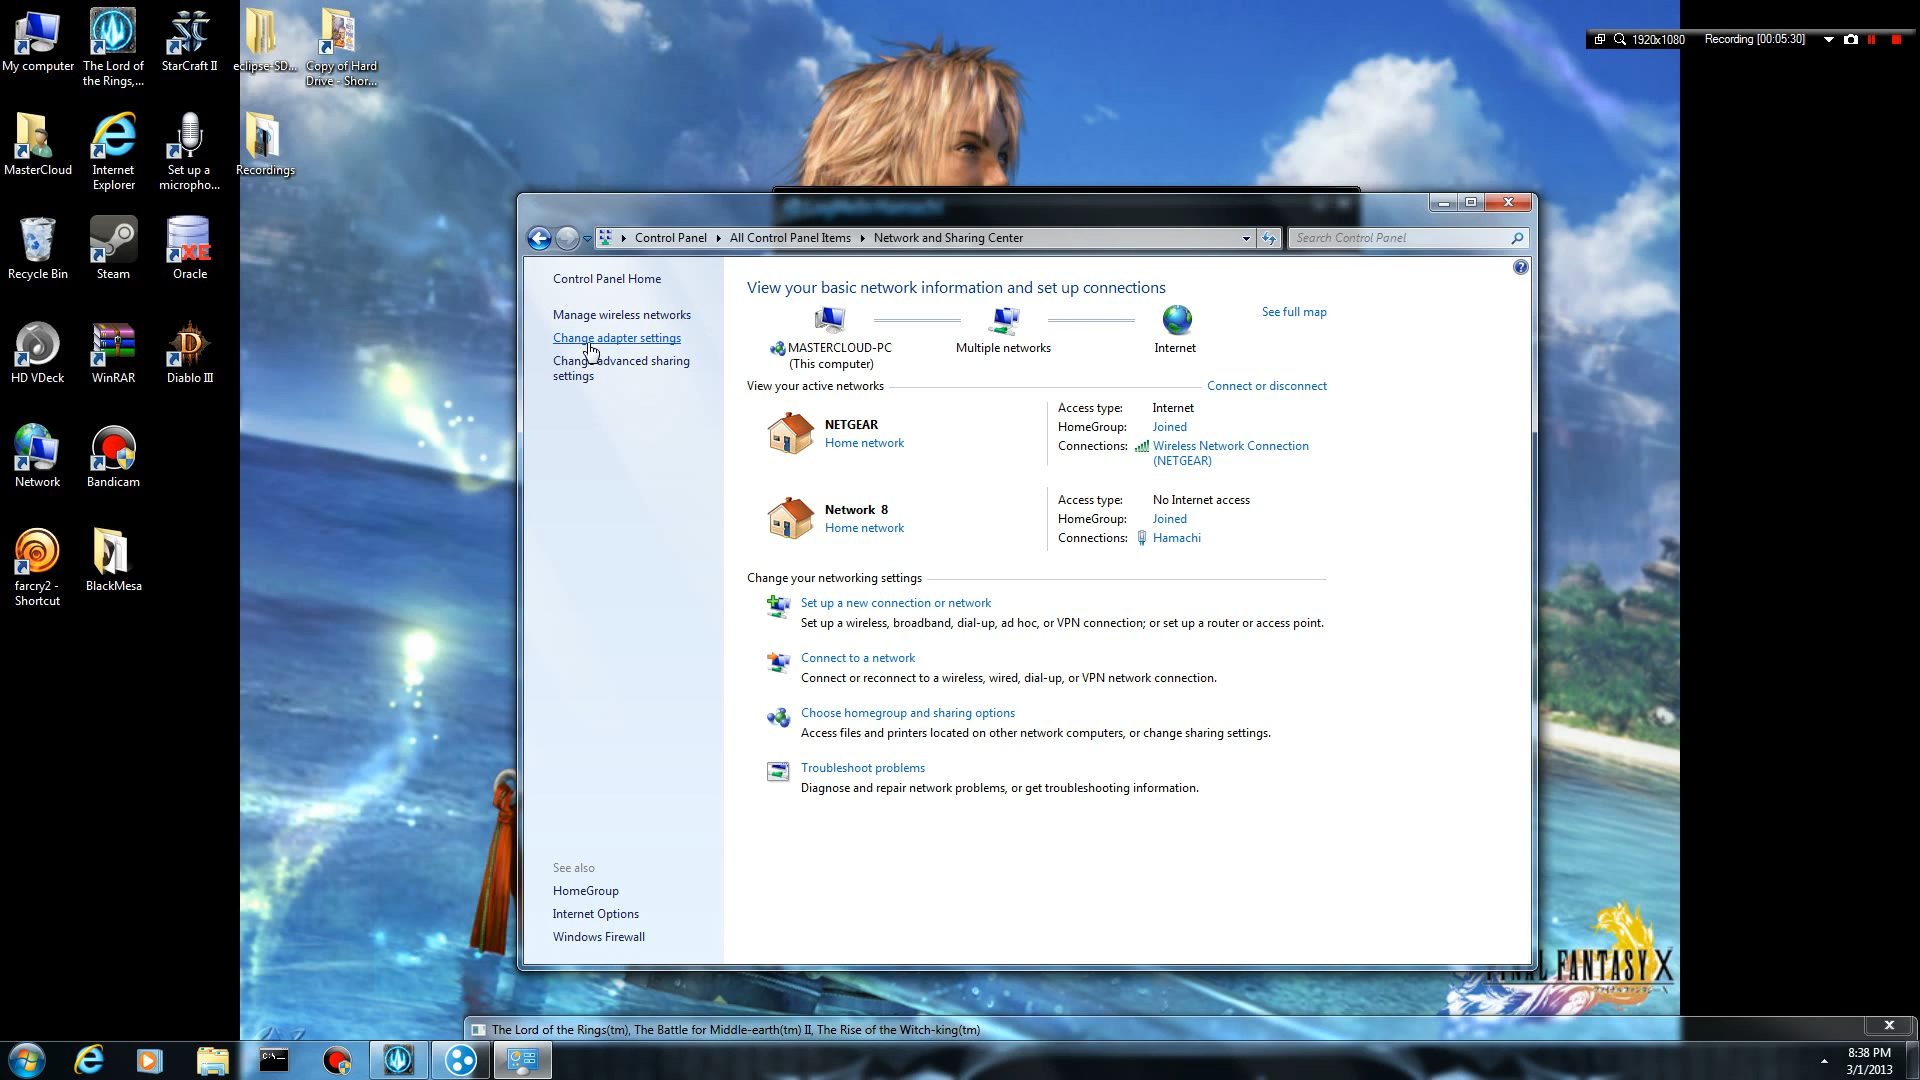 My computer
The Lord of
the Rings,...
StarCraft II
eclipse-SD...
Copy of Hard
Drive - Shor...
1920x1080
Recording [00:05:30]
MasterCloud
Internet
Explorer
Set up a
micropho...
Recordings
Recycle Bin
Steam
Oracle
XE
HD VDeck
WinRAR
Diablo III
Network
Bandicam
farcry2 -
Shortcut
BlackMesa
Control Panel
All Control Panel Items
Network and Sharing Center
Search Control Panel
Control Panel Home
Manage wireless networks
Change adapter settings
Change advanced sharing
settings
See also
HomeGroup
Internet Options
Windows Firewall
View your basic network information and set up connections
See full map
MASTERCLOUD-PC
(This computer)
Multiple networks
Internet
View your active networks
Connect or disconnect
NETGEAR
Home network
Access type: Internet
HomeGroup: Joined
Connections: Wireless Network Connection
(NETGEAR)
Network 8
Home network
Access type: No Internet access
HomeGroup: Joined
Connections: Hamachi
Change your networking settings
Set up a new connection or network
Set up a wireless, broadband, dial-up, ad hoc, or VPN connection; or set up a router or access point.
Connect to a network
Connect or reconnect to a wireless, wired, dial-up, or VPN network connection.
Choose homegroup and sharing options
Access files and printers located on other network computers, or change sharing settings.
Troubleshoot problems
Diagnose and repair network problems, or get troubleshooting information.
FINAL FANTASY X
The Lord of the Rings(tm), The Battle for Middle-earth(tm) II, The Rise of the Witch-king(tm)
8:38 PM
3/1/2013